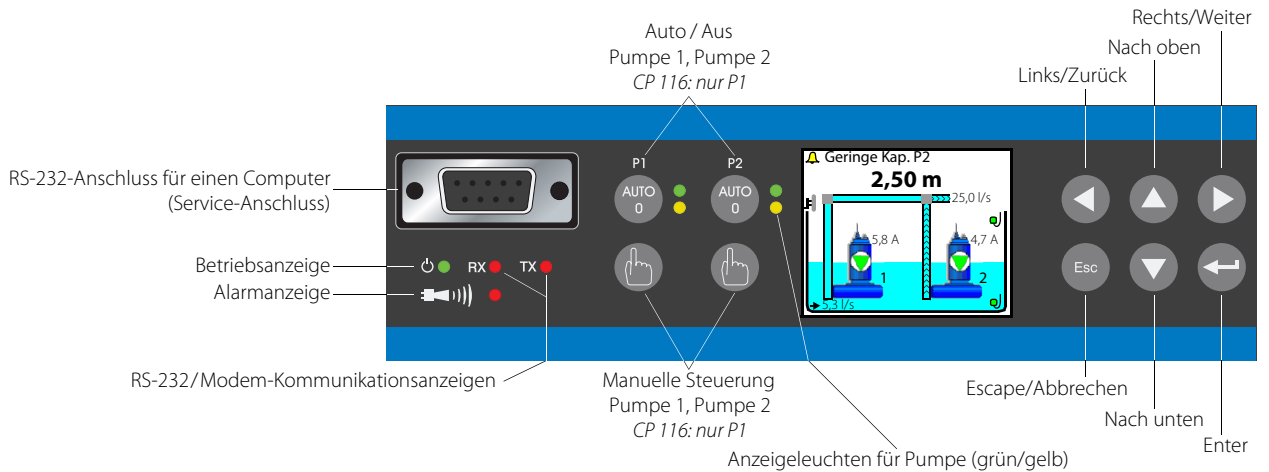 Auto / Aus
Pumpe 1, Pumpe 2
CP 116: nur P1
Rechts/Weiter
Nach oben
Links/Zurück
RS-232-Anschluss für einen Computer
(Service-Anschluss)
P1
P2
AUTO
0
AUTO
0
Geringe Kap. P2
2,50 m
25,0 l/s
5,8 A
4,7 A
1
2
5,3 l/s
Esc
Betriebsanzeige
RX
TX
Alarmanzeige
RS-232/Modem-Kommunikationsanzeigen
Manuelle Steuerung
Pumpe 1, Pumpe 2
CP 116: nur P1
Escape/Abbrechen
Nach unten
Enter
Anzeigeleuchten für Pumpe (grün/gelb)